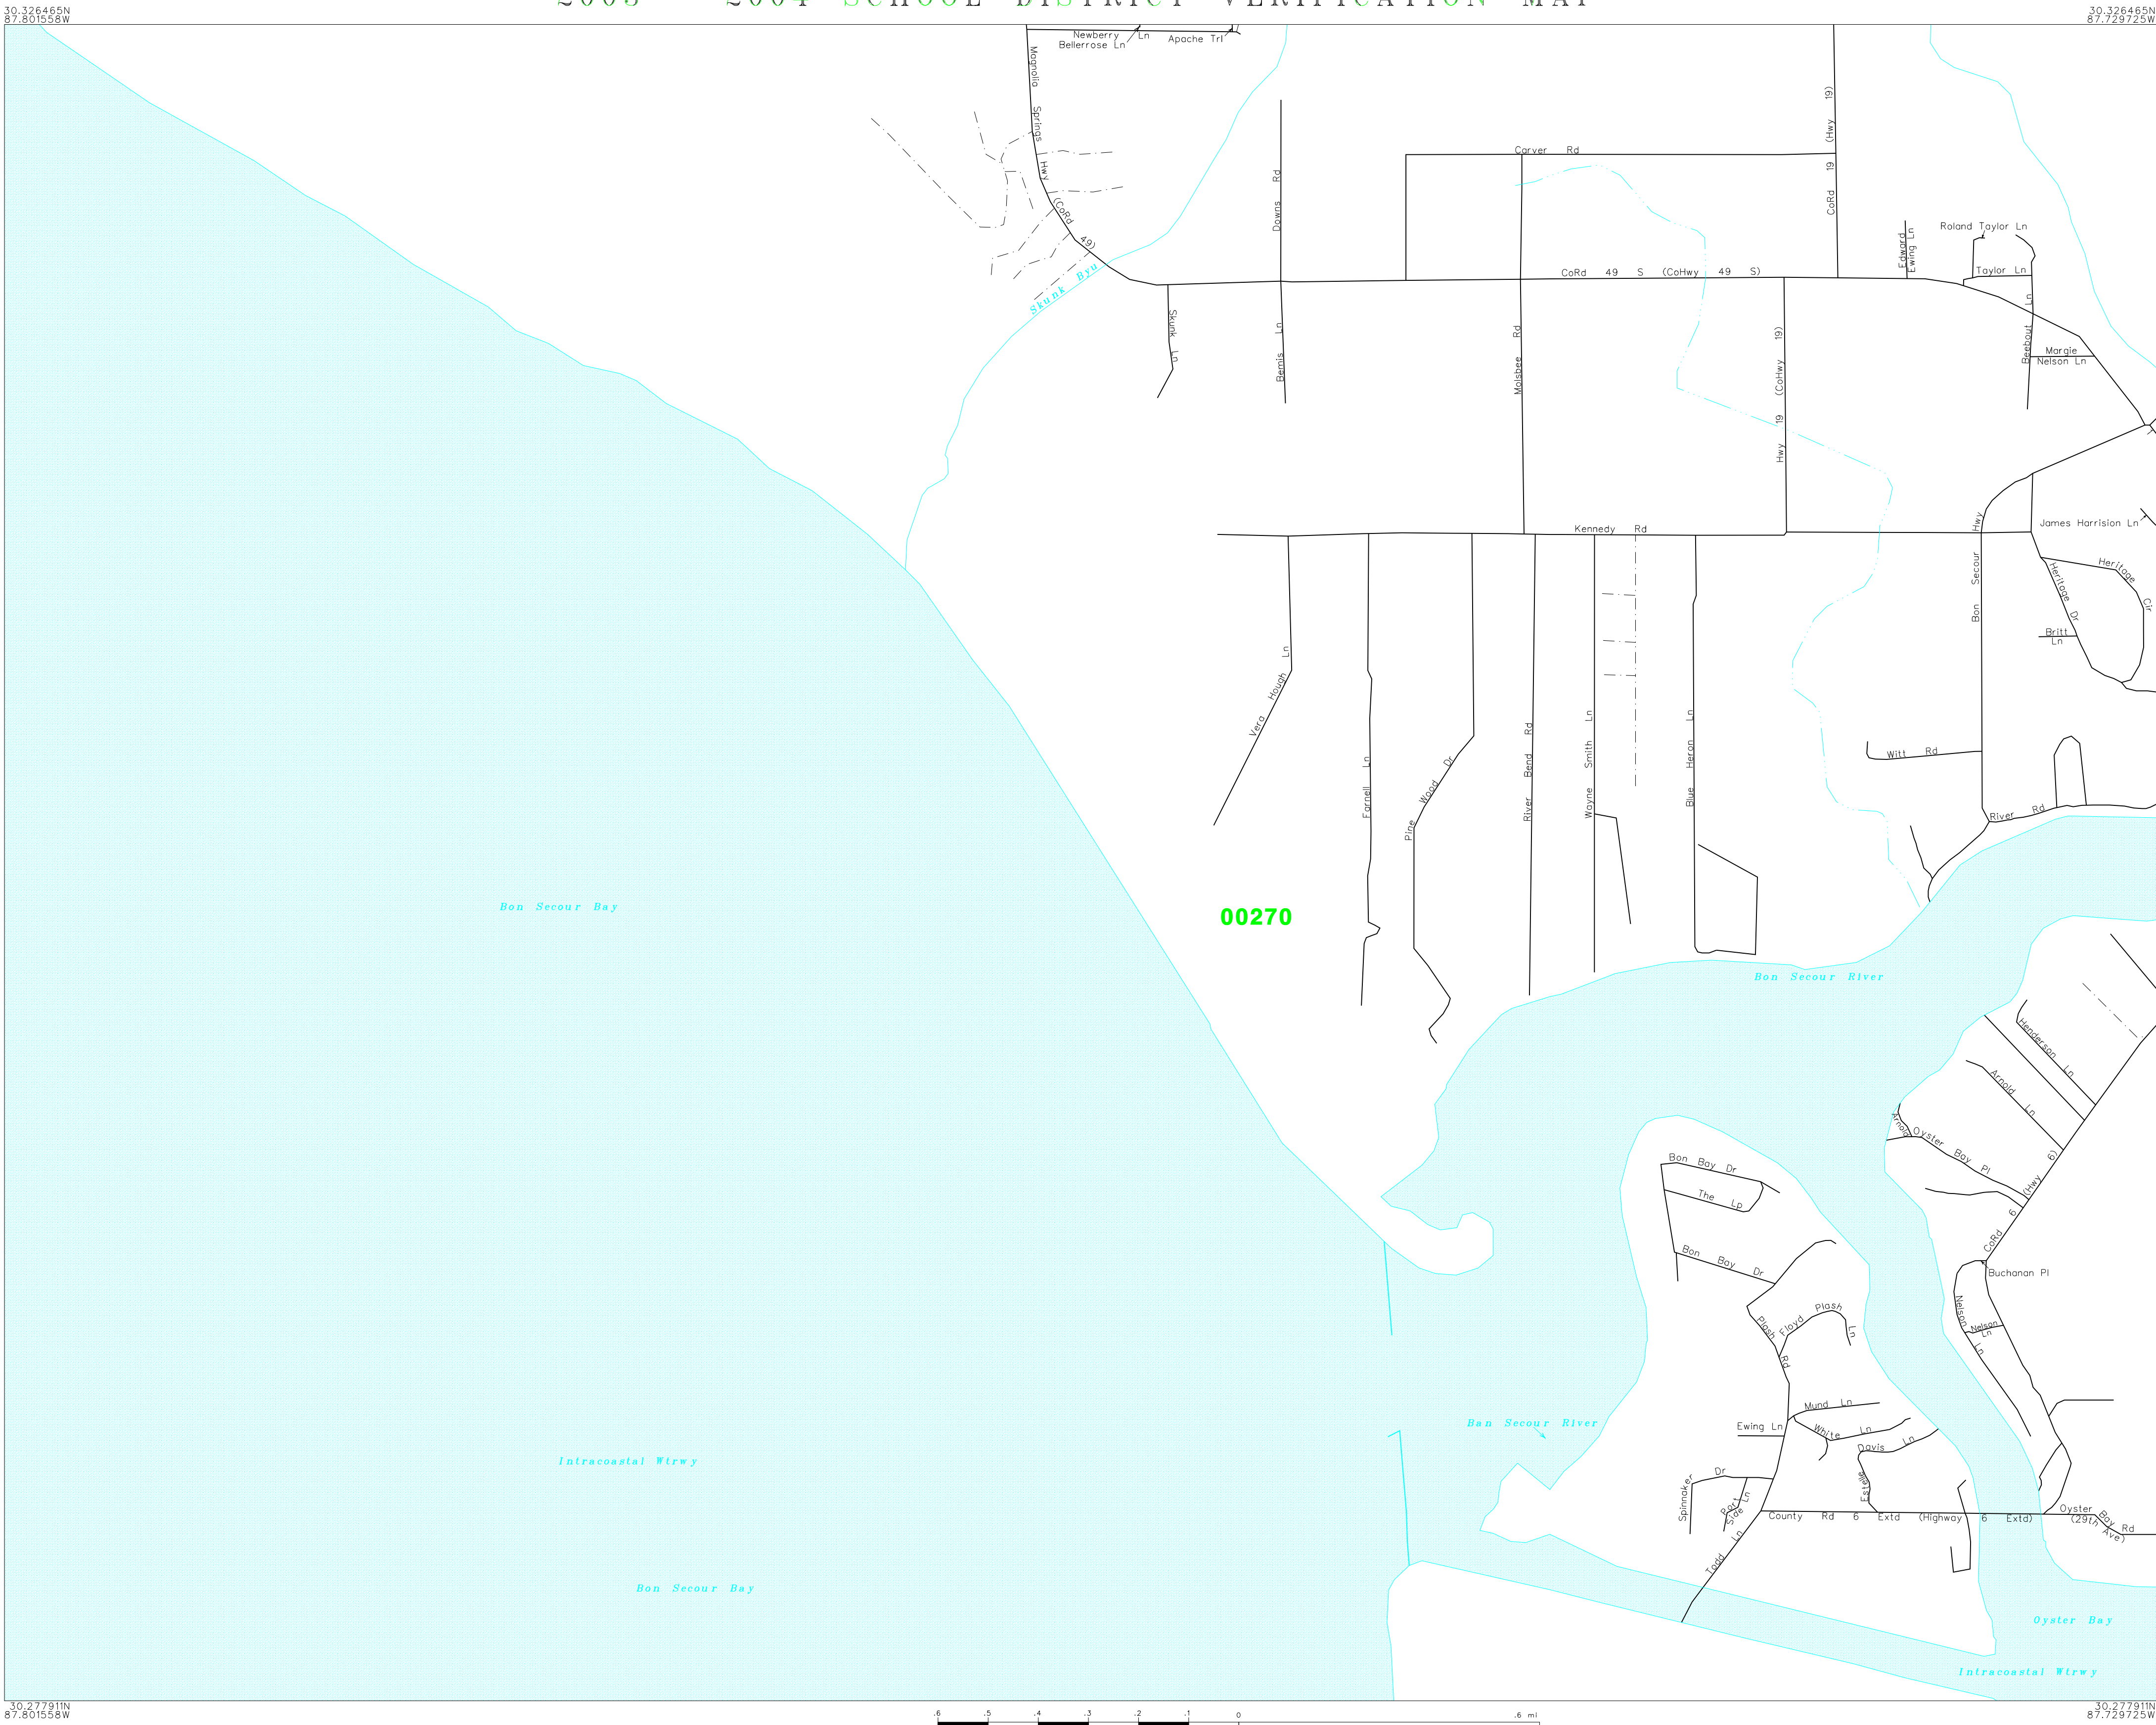 2003 - 2004 SCHOOL DISTRICT VERIFICATION MAP
30.326465N
87.801558W
30.326465N
87.729725W
Newberry Ln
Bellerose Ln
Apache Trl
Magnolia Springs Hwy (CoRd 49)
Skunk Byu
Downs Rd
Carver Rd
CoRd 19 (Hwy 19)
Edward
Ewing Ln
Roland Taylor Ln
Taylor Ln
CoRd 49 S (CoHwy 49 S)
Skunk Ln
Bemis Ln
Molsbee Rd
Hwy 19 (CoHwy 19)
Beebout Ln
Margie
Nelson Ln
Kennedy Rd
Bon Secour Hwy
James Harrision Ln
Heritage Dr
Heritage Cir
Britt
Ln
Vera Hough Ln
Farnell Ln
Pine Wood Dr
River Bend Rd
Wayne Smith Ln
Blue Heron Ln
Witt Rd
River Rd
Bon Secour Bay
00270
Bon Secour River
Henderson Ln
Arnold Ln
Arnold
Oyster Bay Pl
CoRd 6 (Hwy 6)
Bon Bay Dr
The Lp
Bon Bay Dr
Buchanan Pl
Plash Rd
Floyd Plash Ln
Nelson Ln
Nelson
Ln
Mund Ln
Ewing Ln
White Ln
Davis Ln
Estelle
Ban Secour River
Intracoastal Wtrwy
Spinnaker Dr
Port
Side Ln
County Rd 6 Extd (Highway 6 Extd)
Oyster Bay Rd
(29th Ave)
Todd Ln
Bon Secour Bay
Oyster Bay
Intracoastal Wtrwy
30.277911N
87.801558W
.6 .5 .4 .3 .2 .1 0 .6 mi
30.277911N
87.729725W